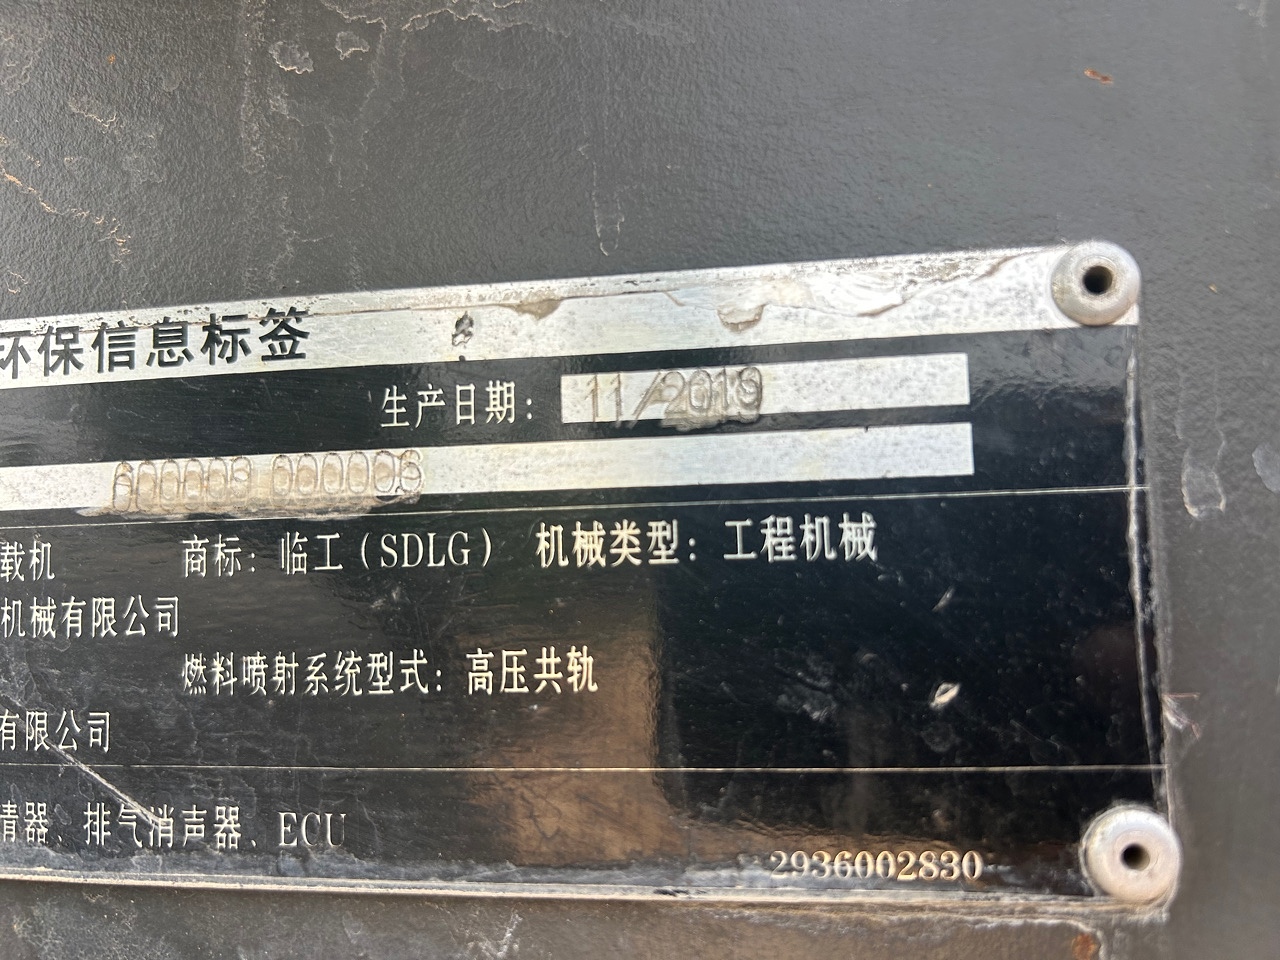 环保信息标签
生产日期: 11/2019
600009 000006
载机 商标: 临工(SDLG) 机械类型: 工程机械
机械有限公司
燃料喷射系统型式: 高压共轨
有限公司
清器、排气消声器、ECU
2936002830